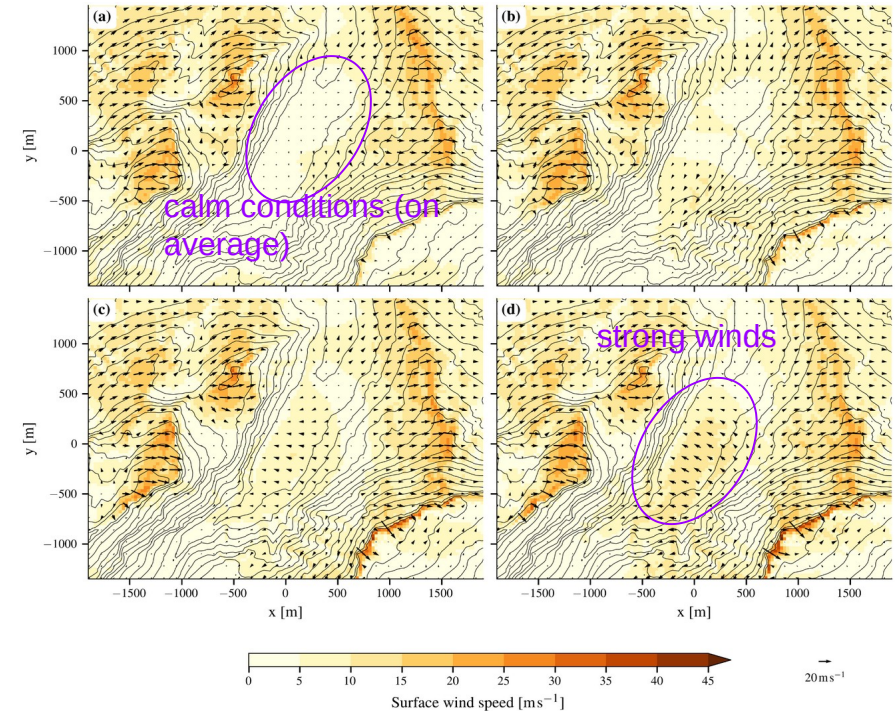 (a)
(b)
1000
500
0
−500
−1000
y [m]
calm conditions (on
average)
(c)
(d)
strong winds
1000
500
0
−500
−1000
y [m]
−1500 −1000 −500 0 500 1000 1500
−1500 −1000 −500 0 500 1000 1500
x [m]
x [m]
0 5 10 15 20 25 30 35 40 45
20 m s⁻¹
Surface wind speed [m s⁻¹]